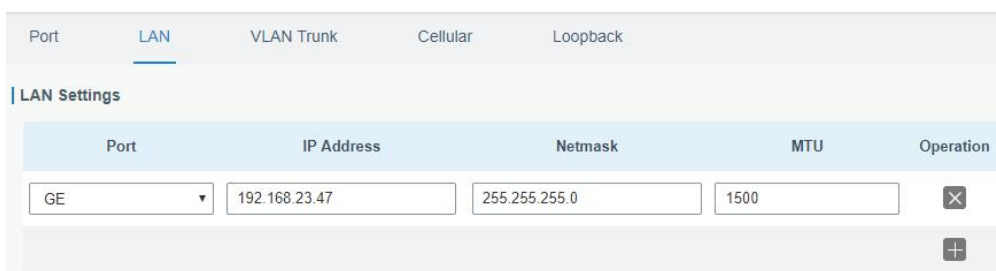 Port LAN VLAN Trunk Cellular Loopback
LAN Settings
Port IP Address Netmask MTU Operation
GE 192.168.23.47 255.255.255.0 1500